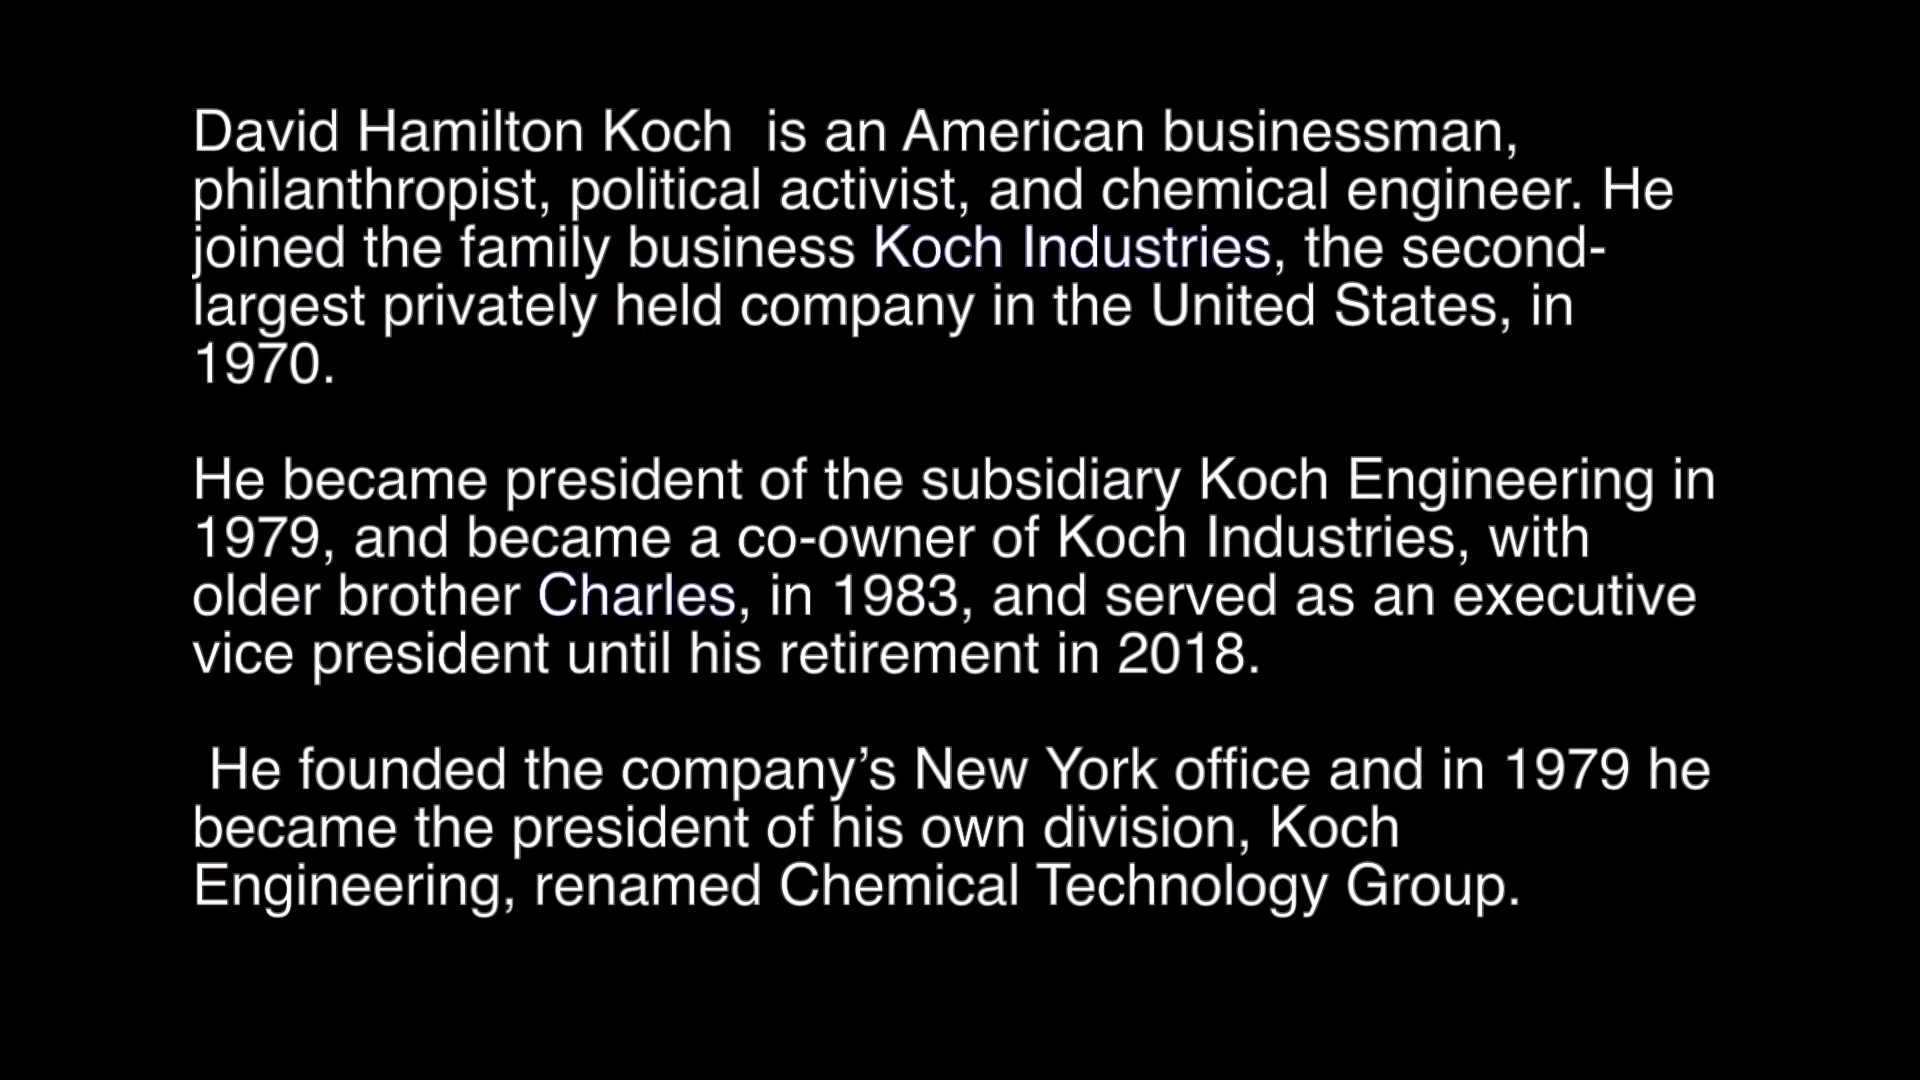 David Hamilton Koch  is an American businessman,
philanthropist, political activist, and chemical engineer. He
joined the family business Koch Industries, the second-
largest privately held company in the United States, in
1970.
He became president of the subsidiary Koch Engineering in
1979, and became a co-owner of Koch Industries, with
older brother Charles, in 1983, and served as an executive
vice president until his retirement in 2018.
He founded the company’s New York office and in 1979 he
became the president of his own division, Koch
Engineering, renamed Chemical Technology Group.